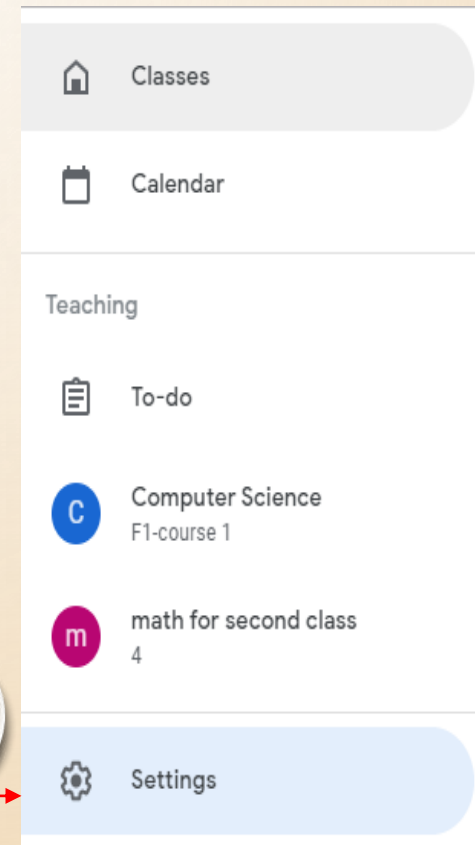 Classes
Calendar
Teaching
To-do
C
Computer Science
F1-course 1
m
math for second class
4
Settings